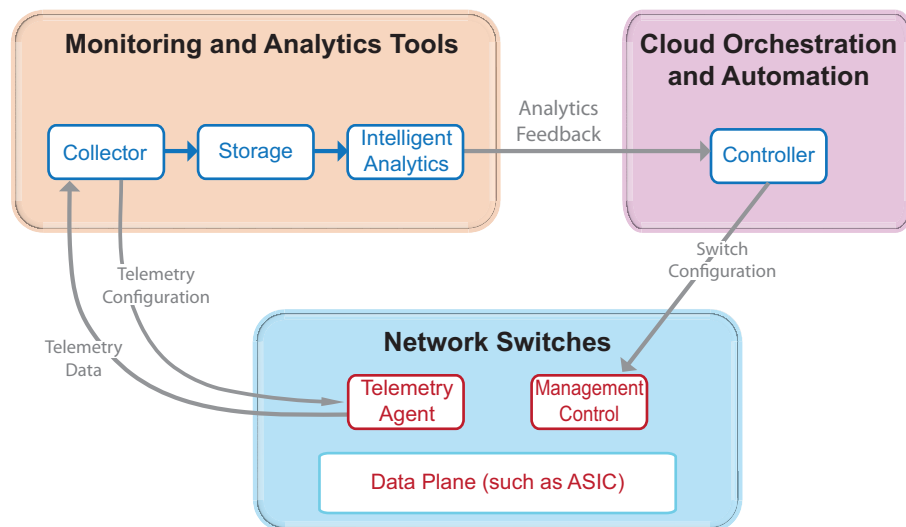 Monitoring and Analytics Tools
Cloud Orchestration
and Automation
Analytics
Feedback
Collector
Storage
Intelligent
Analytics
Controller
Telemetry
Configuration
Switch
Configuration
Telemetry
Data
Network Switches
Telemetry
Agent
Management
Control
Data Plane (such as ASIC)